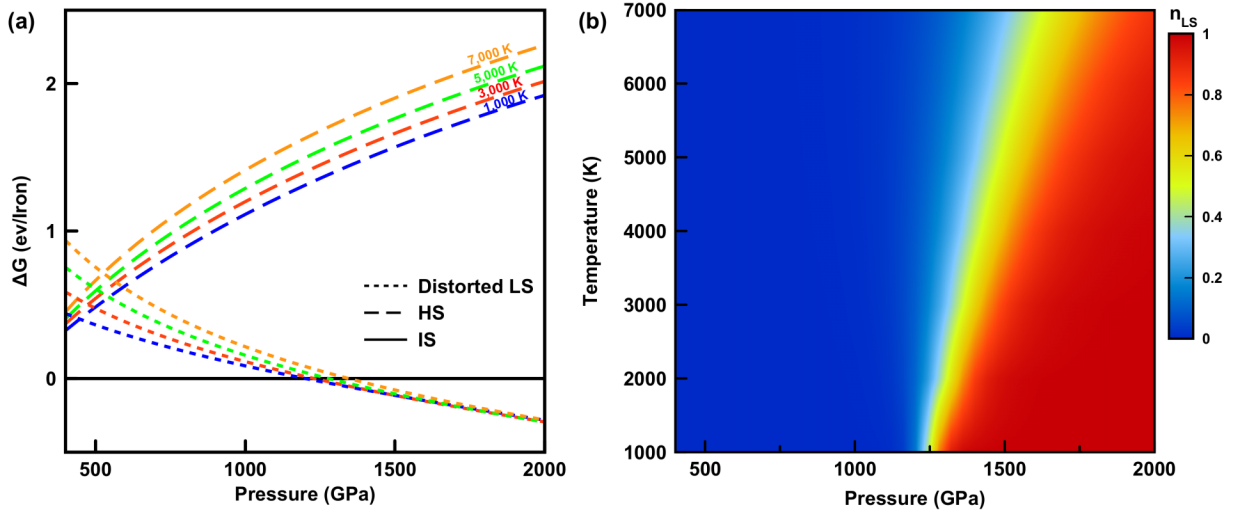 (a)
2
1
0
ΔG (ev/Iron)
7,000 K
5,000 K
3,000 K
1,000 K
Distorted LS
HS
IS
500 1000 1500 2000
Pressure (GPa)
(b)
7000
6000
5000
4000
3000
2000
1000
Temperature (K)
500 1000 1500 2000
Pressure (GPa)
nLS
1
0.8
0.6
0.4
0.2
0